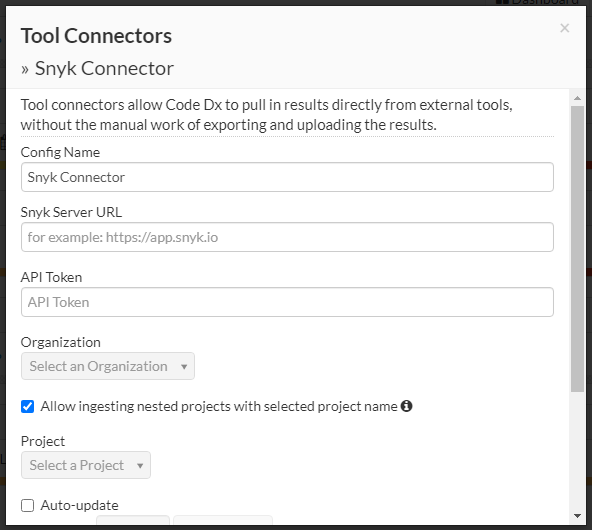 Dashboard
Tool Connectors
» Snyk Connector
×
Tool connectors allow Code Dx to pull in results directly from external tools,
without the manual work of exporting and uploading the results.
Config Name
Snyk Connector
Snyk Server URL
for example: https://app.snyk.io
API Token
API Token
Organization
Select an Organization
Allow ingesting nested projects with selected project name
Project
Select a Project
Auto-update